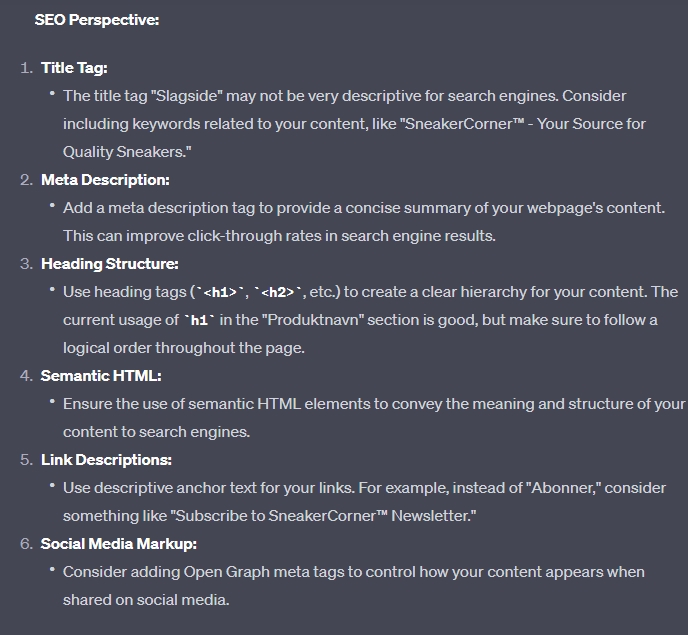 SEO Perspective:
1. Title Tag:
• The title tag "Slagside" may not be very descriptive for search engines. Consider
including keywords related to your content, like "SneakerCorner™ - Your Source for
Quality Sneakers."
2. Meta Description:
• Add a meta description tag to provide a concise summary of your webpage's content.
This can improve click-through rates in search engine results.
3. Heading Structure:
• Use heading tags (`<h1>`, `<h2>`, etc.) to create a clear hierarchy for your content. The
current usage of `h1` in the "Produktnavn" section is good, but make sure to follow a
logical order throughout the page.
4. Semantic HTML:
• Ensure the use of semantic HTML elements to convey the meaning and structure of your
content to search engines.
5. Link Descriptions:
• Use descriptive anchor text for your links. For example, instead of "Abonner," consider
something like "Subscribe to SneakerCorner™ Newsletter."
6. Social Media Markup:
• Consider adding Open Graph meta tags to control how your content appears when
shared on social media.